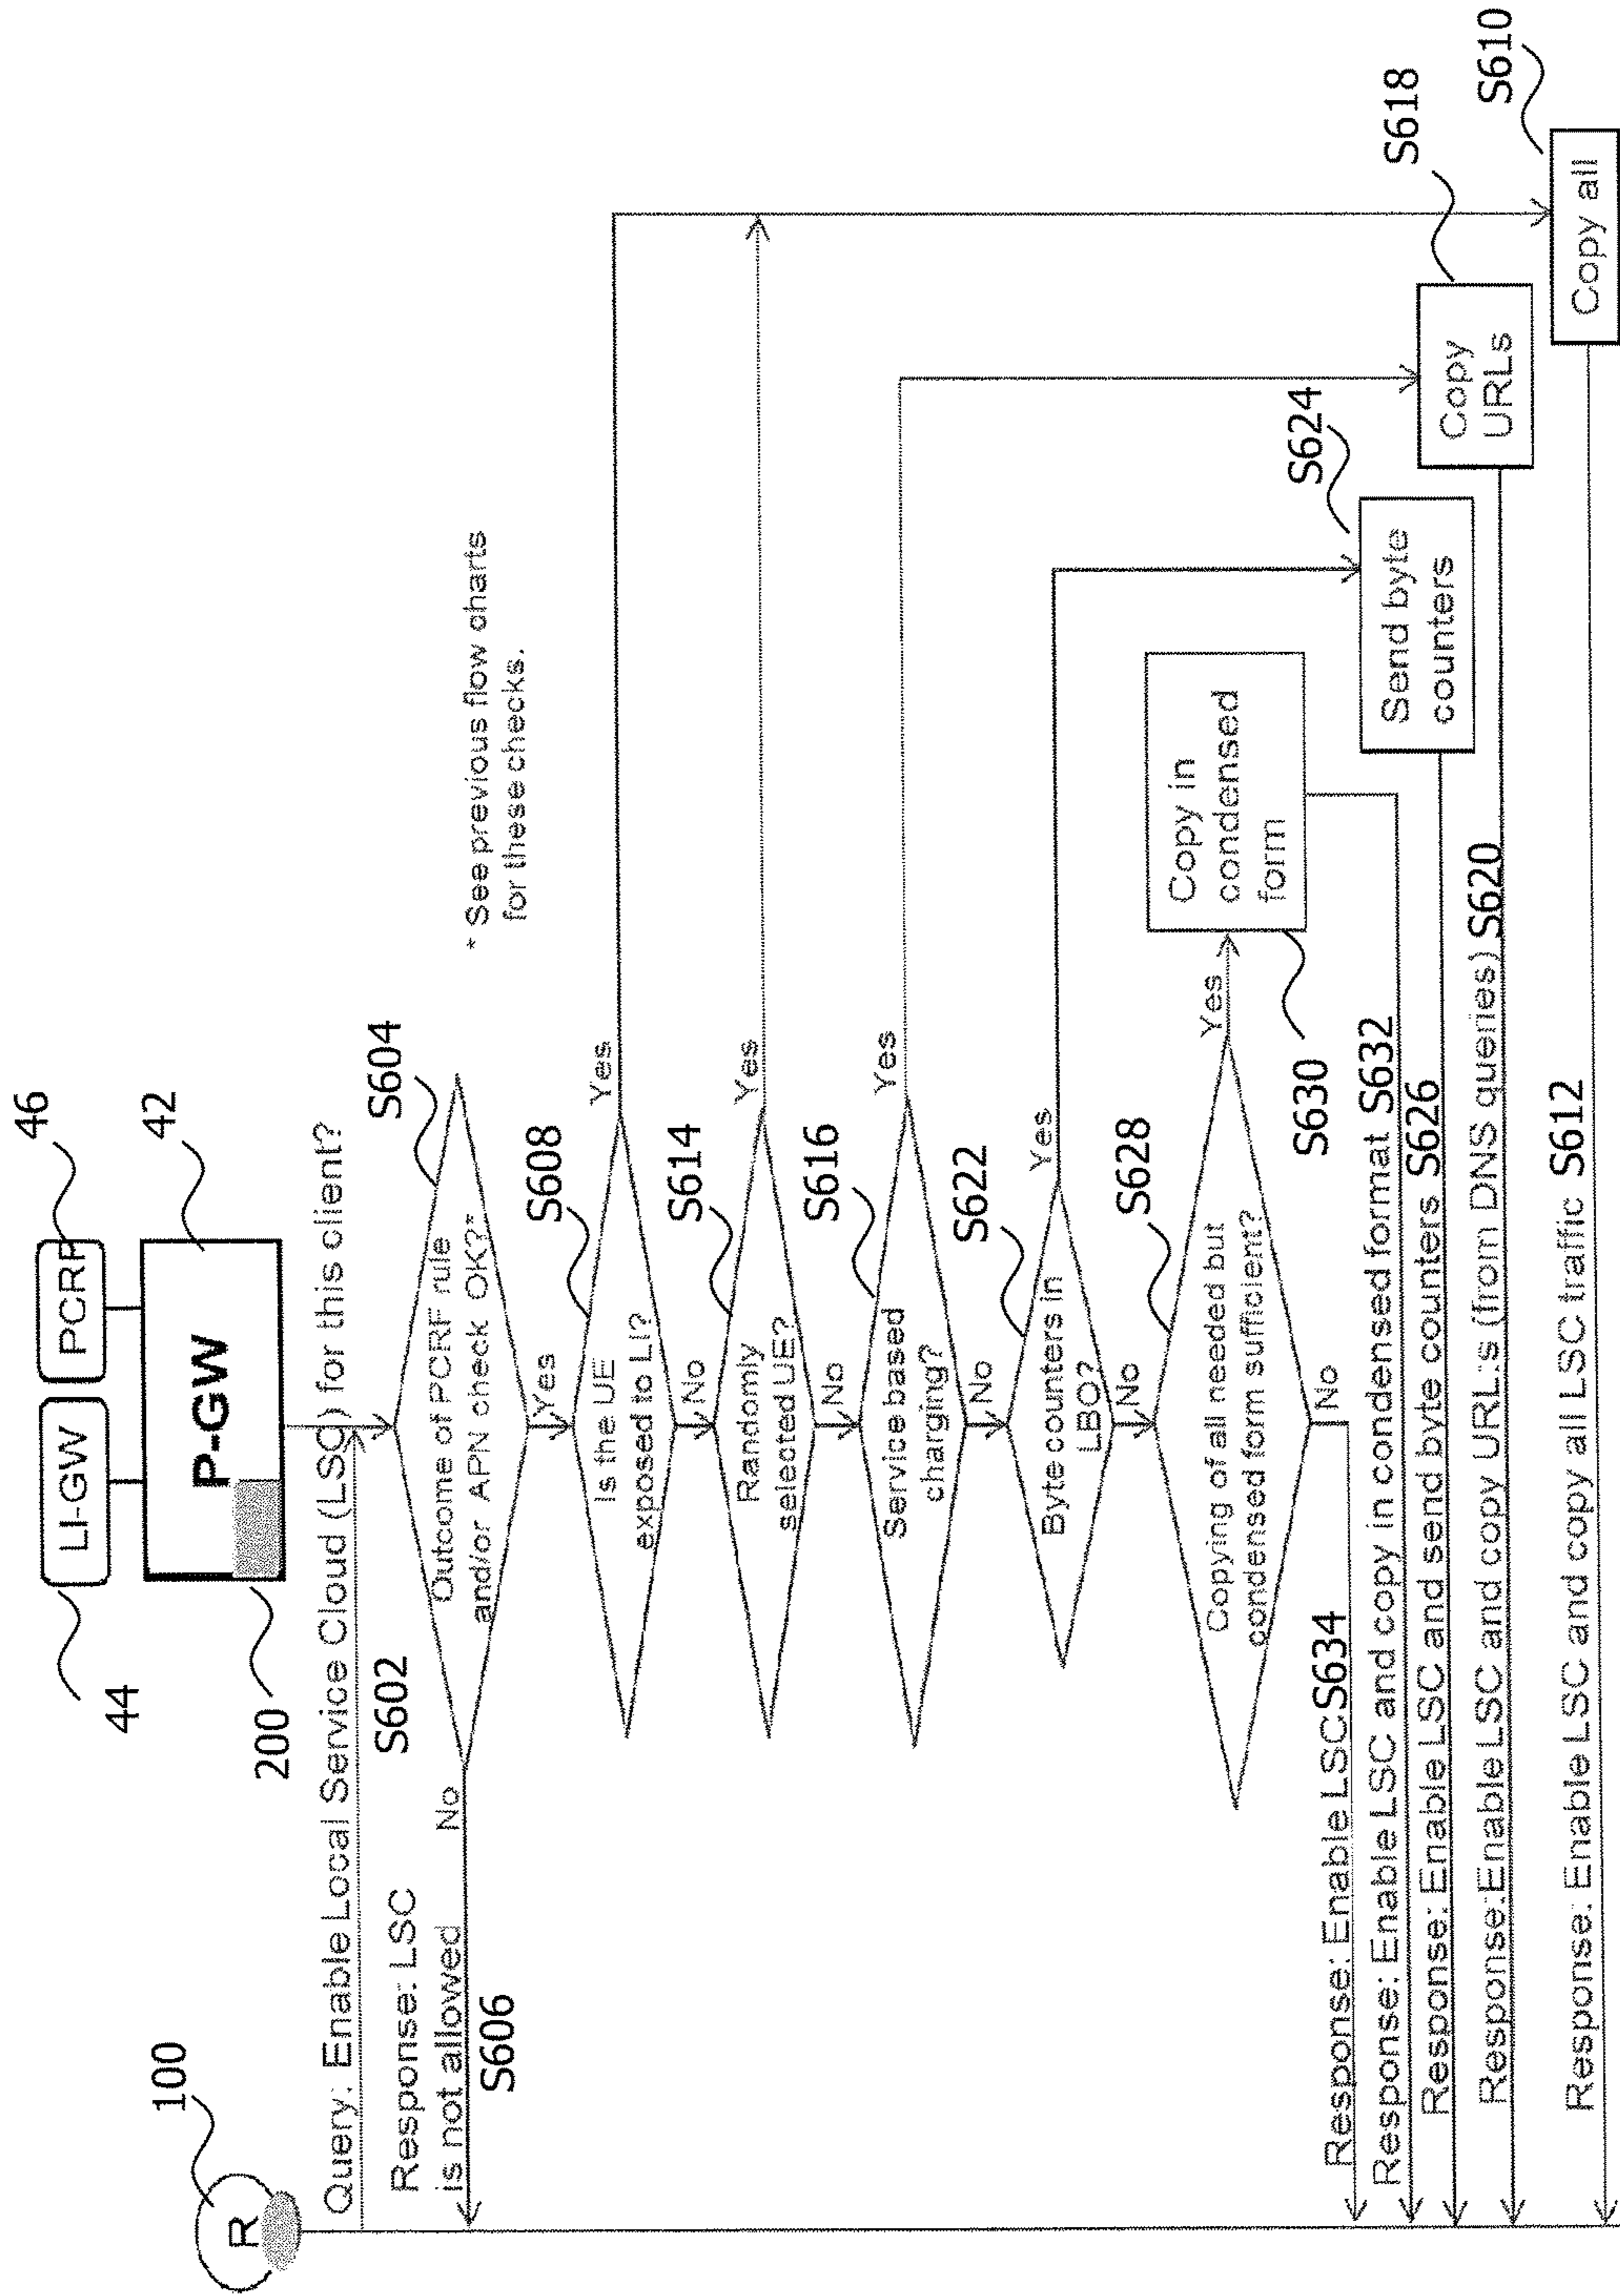 100
R
44
LI-GW
PCRF
46
P-GW
42
200
Query: Enable Local Service Cloud (LSC) for this client?
S602
Response: LSC
is not allowed
No
S606
Outcome of PCRF rule
and/or APN check OK?*
S604
* See previous flow charts
for these checks.
Yes
Is the UE
exposed to LI?
S608
Yes
No
Randomly
selected UE?
S614
Yes
No
Service based
charging?
S616
Yes
No
Byte counters in
LBO?
S622
Yes
No
Copying of all needed but
condensed form sufficient?
S628
Yes
No
Copy in
condensed
form
S630
Send byte
counters
S624
Copy
URLs
S618
Copy all
S610
Response: Enable LSC S634
Response: Enable LSC and copy in condensed format S632
Response: Enable LSC and send byte counters S626
Response:Enable LSC and copy URL:s (from DNS queries) S620
Response: Enable LSC and copy all LSC traffic S612